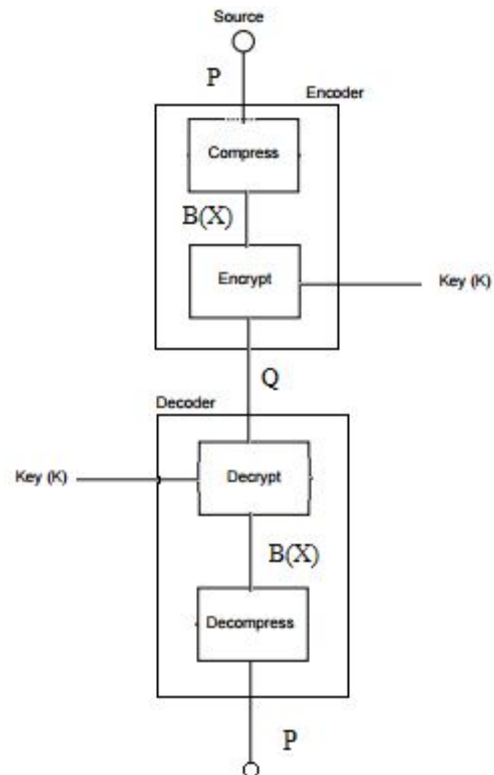 Source
P
Encoder
Compress
B(X)
Encrypt
Key (K)
Q
Decoder
Key (K)
Decrypt
B(X)
Decompress
P